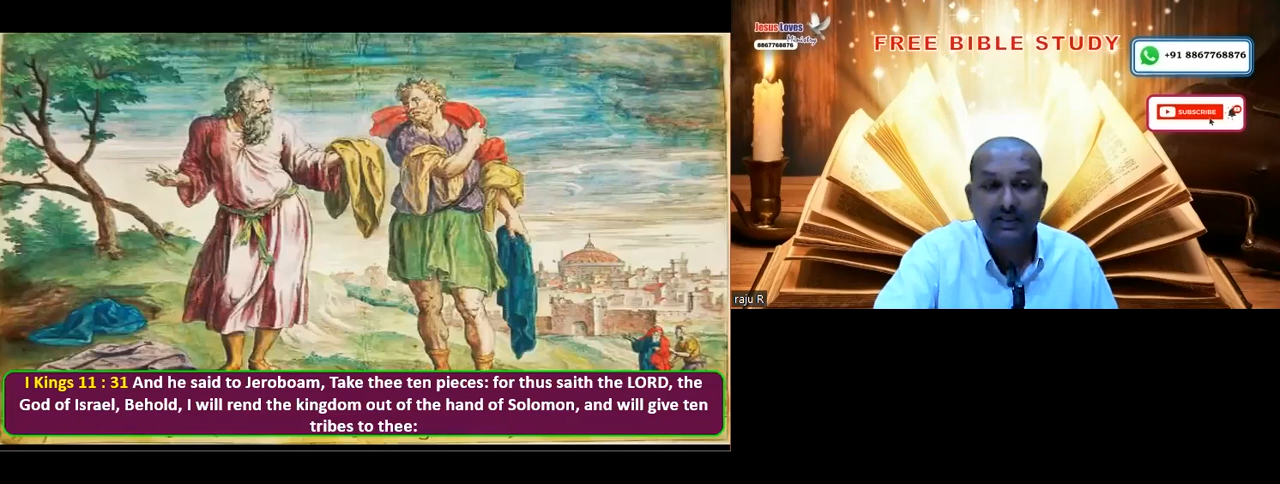 I Kings 11 : 31 And he said to Jeroboam, Take thee ten pieces: for thus saith the LORD, the
God of Israel, Behold, I will rend the kingdom out of the hand of Solomon, and will give ten
tribes to thee:
Jesus Loves
Ministry
8867768876
FREE BIBLE STUDY
+91 8867768876
SUBSCRIBE
raju R